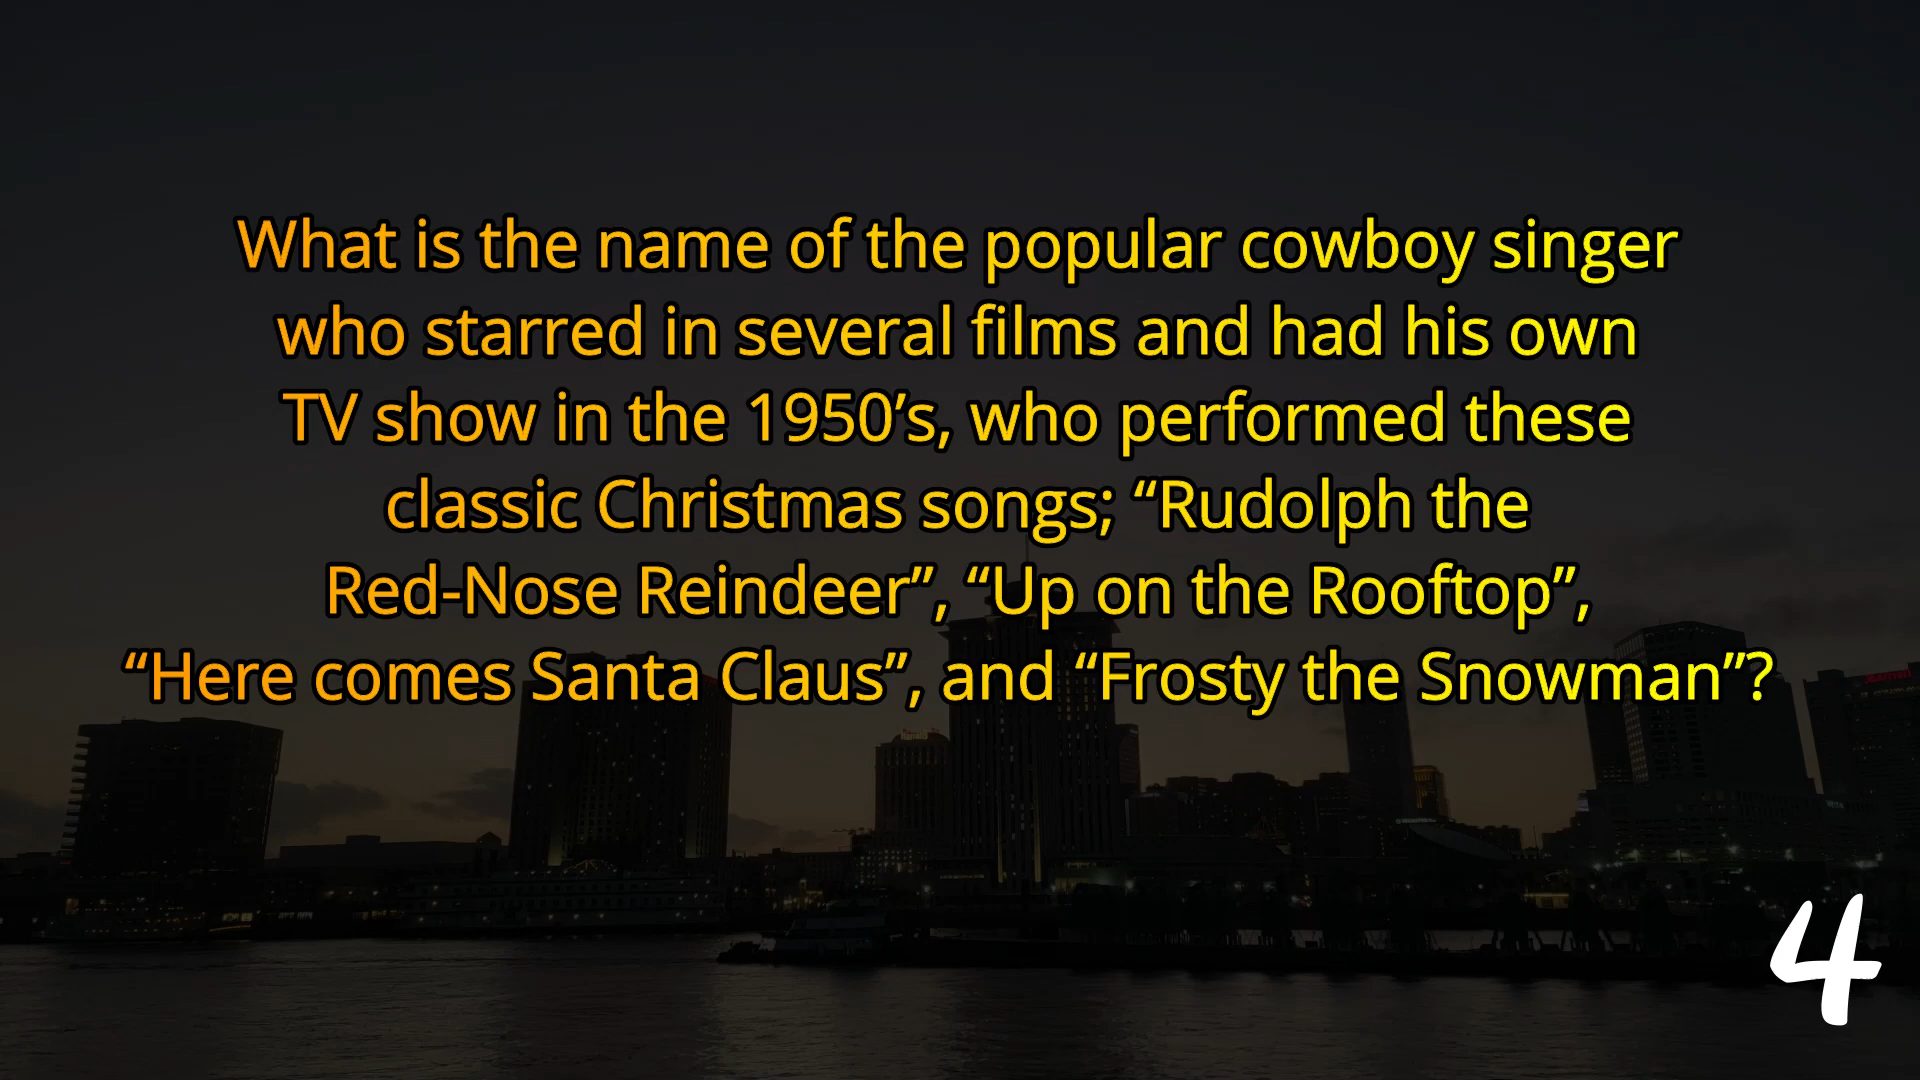 What is the name of the popular cowboy singer
who starred in several films and had his own
TV show in the 1950’s, who performed these
classic Christmas songs; “Rudolph the
Red-Nose Reindeer”, “Up on the Rooftop”,
“Here comes Santa Claus”, and “Frosty the Snowman”?
4